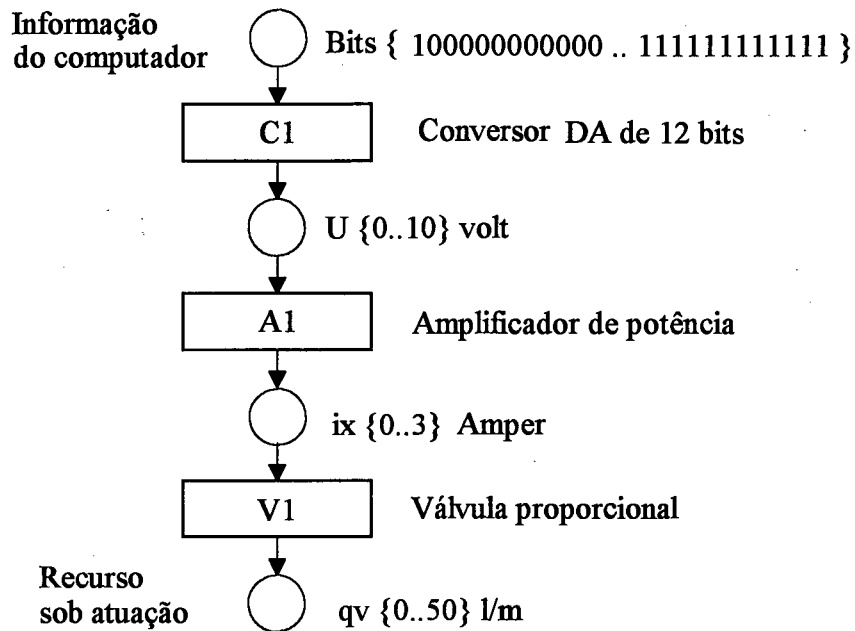 Informação
do computador
Bits { 100000000000 .. 111111111111 }
C1
Conversor DA de 12 bits
U {0..10} volt
A1
Amplificador de potência
ix {0..3} Amper
V1
Válvula proporcional
Recurso
sob atuação
qv {0..50} l/m